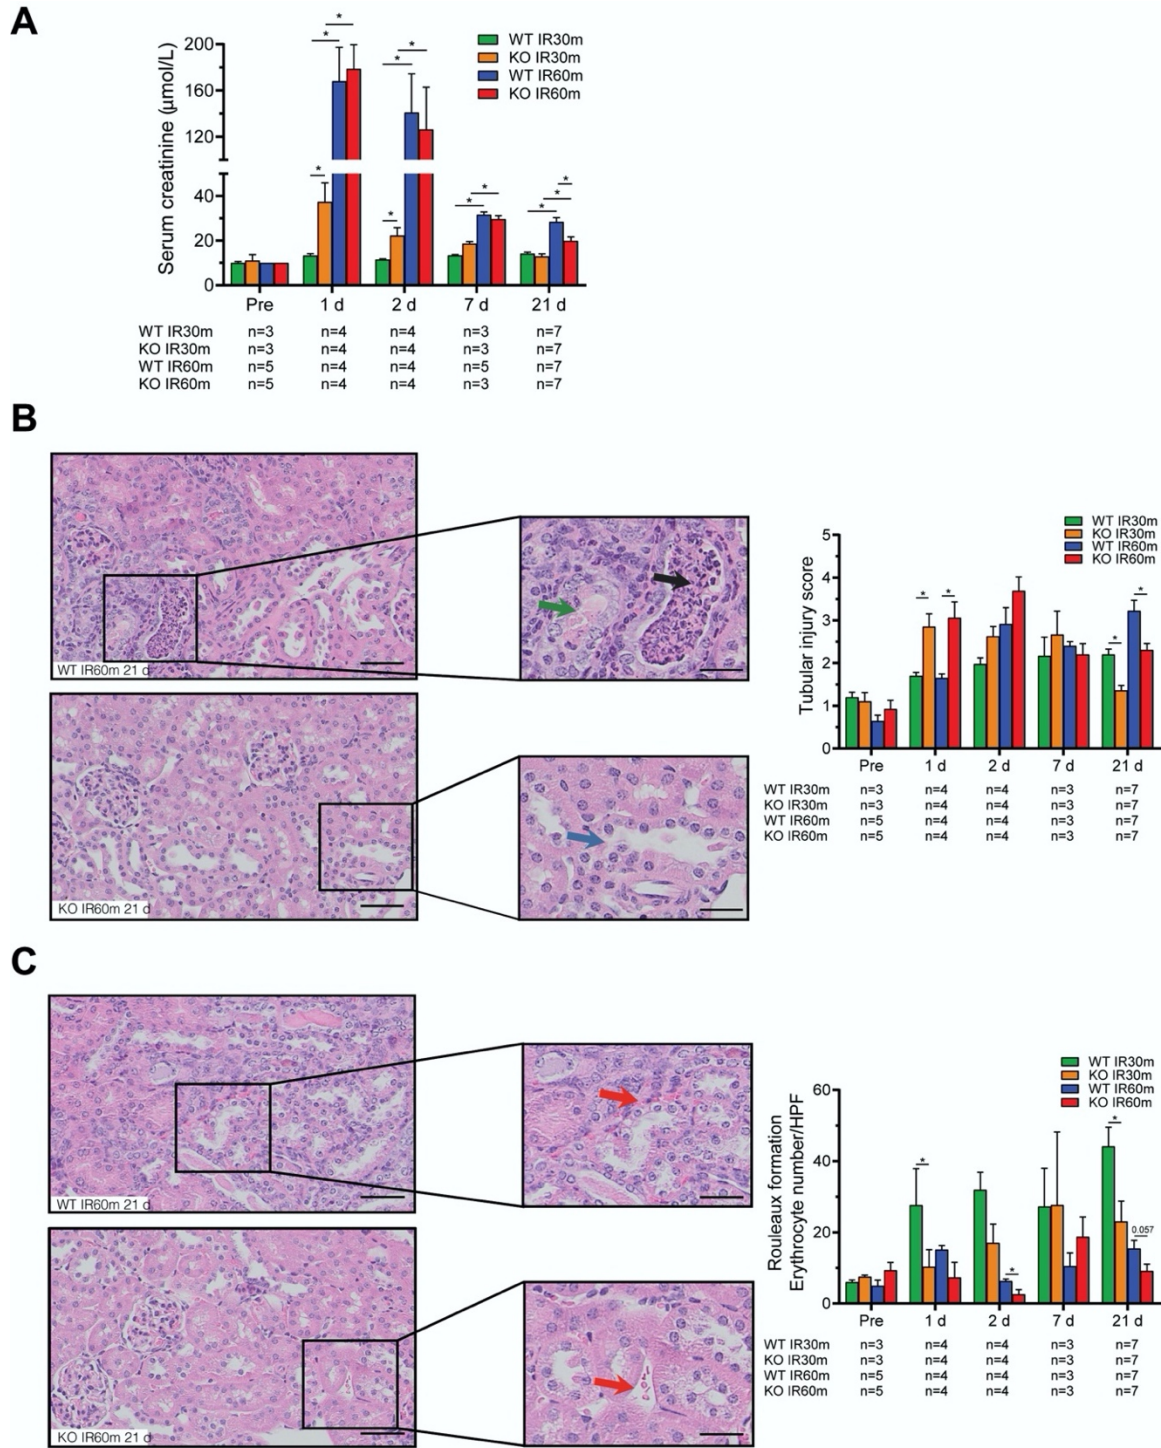 A
Serum creatinine (µmol/L)
200
160
120
40
20
0
WT IR30m
KO IR30m
WT IR60m
KO IR60m
*
*
*
*
*
*
*
*
*
*
*
Pre 1 d 2 d 7 d 21 d
WT IR30m n=3 n=4 n=4 n=3 n=7
KO IR30m n=3 n=4 n=4 n=3 n=7
WT IR60m n=5 n=4 n=4 n=5 n=7
KO IR60m n=5 n=4 n=4 n=3 n=7
B
WT IR60m 21 d
KO IR60m 21 d
Tubular injury score
5
4
3
2
1
0
WT IR30m
KO IR30m
WT IR60m
KO IR60m
* *
* *
Pre 1 d 2 d 7 d 21 d
WT IR30m n=3 n=4 n=4 n=3 n=7
KO IR30m n=3 n=4 n=4 n=3 n=7
WT IR60m n=5 n=4 n=4 n=3 n=7
KO IR60m n=5 n=4 n=4 n=3 n=7
C
WT IR60m 21 d
KO IR60m 21 d
Rouleaux formation
Erythrocyte number/HPF
60
40
20
0
WT IR30m
KO IR30m
WT IR60m
KO IR60m
*
*
*
0.057
Pre 1 d 2 d 7 d 21 d
WT IR30m n=3 n=4 n=4 n=3 n=7
KO IR30m n=3 n=4 n=4 n=3 n=7
WT IR60m n=5 n=4 n=4 n=3 n=7
KO IR60m n=5 n=4 n=4 n=3 n=7